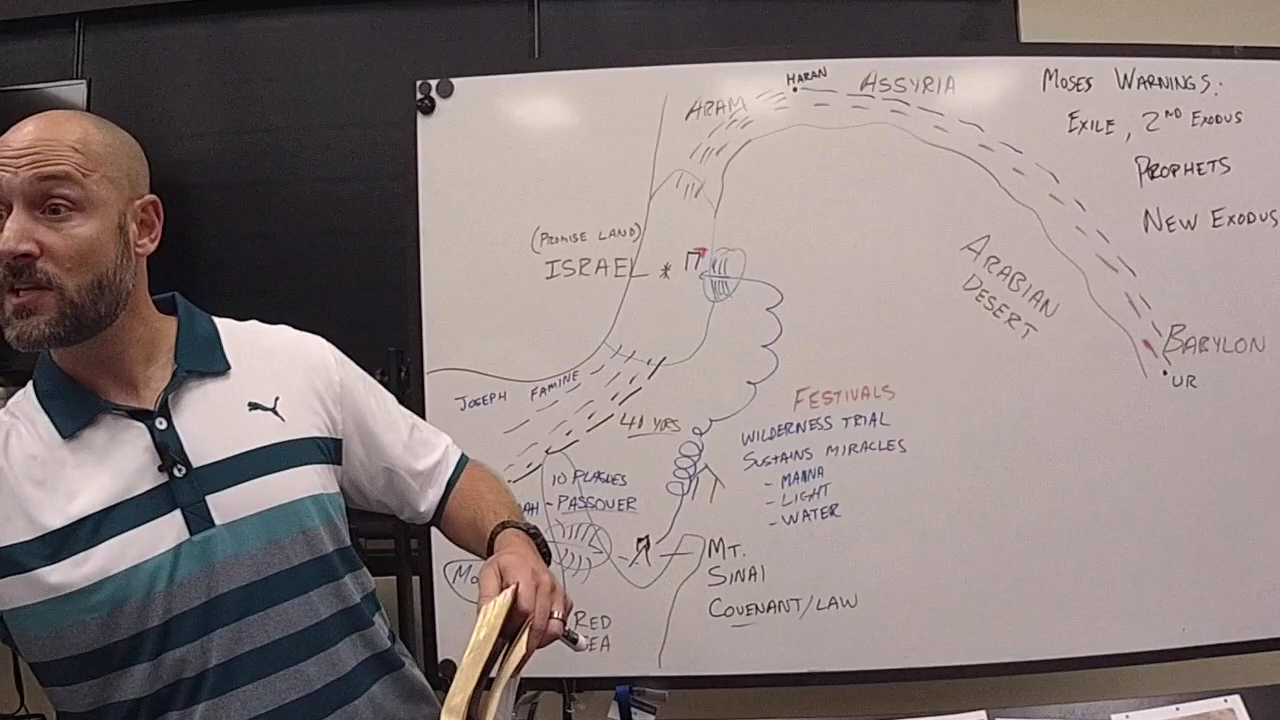 HARAN
ASSYRIA
ARAM
MOSES WARNINGS:
EXILE, 2ND EXODUS
PROPHETS
NEW EXODUS
(PROMISE LAND)
ISRAEL
ARABIAN
DESERT
BABYLON
UR
JOSEPH FAMINE
40 YRS
FESTIVALS
WILDERNESS TRIAL
SUSTAINS MIRACLES
- MANNA
- LIGHT
- WATER
10 PLAGUES
- PASSOVER
MT.
SINAI
COVENANT/LAW
RED